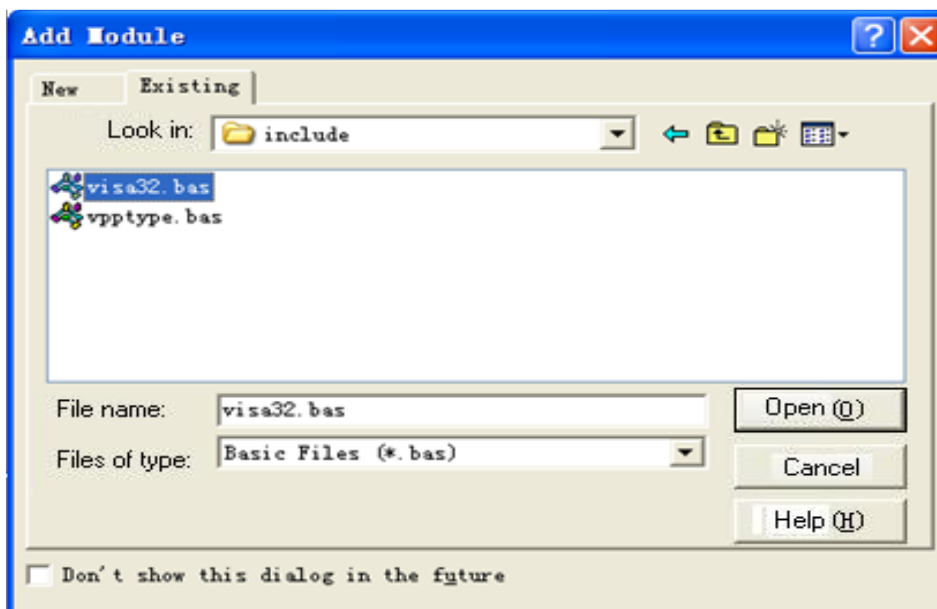 Add Module
New Existing
Look in: include
visa32.bas
vpptype.bas
File name: visa32.bas Open (O)
Files of type: Basic Files (*.bas)
Cancel
Help (H)
Don't show this dialog in the future